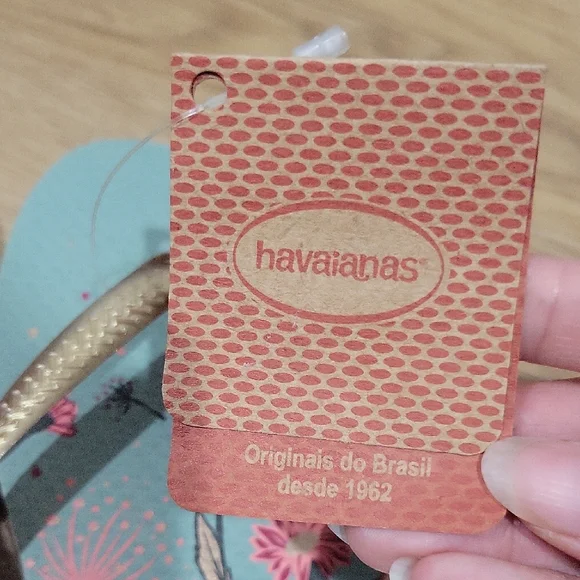 havaianas®
Originais do Brasil
desde 1962